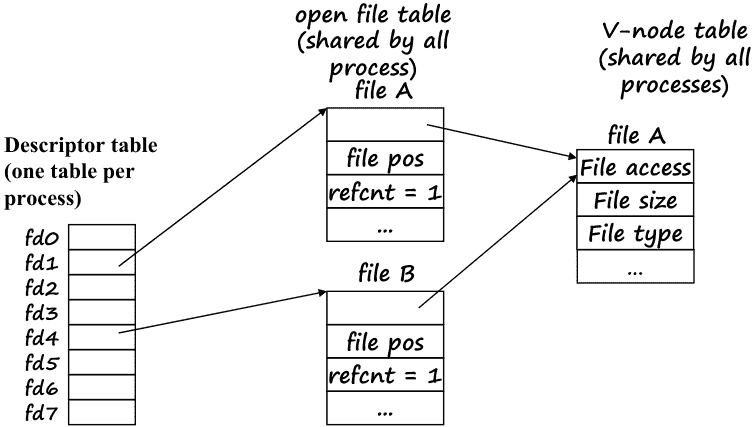 Descriptor table
(one table per
process)
fd0
fd1
fd2
fd3
fd4
fd5
fd6
fd7
open file table
(shared by all
process)
file A
file pos
refcnt = 1
...
file B
file pos
refcnt = 1
...
V-node table
(shared by all
processes)
file A
File access
File size
File type
...